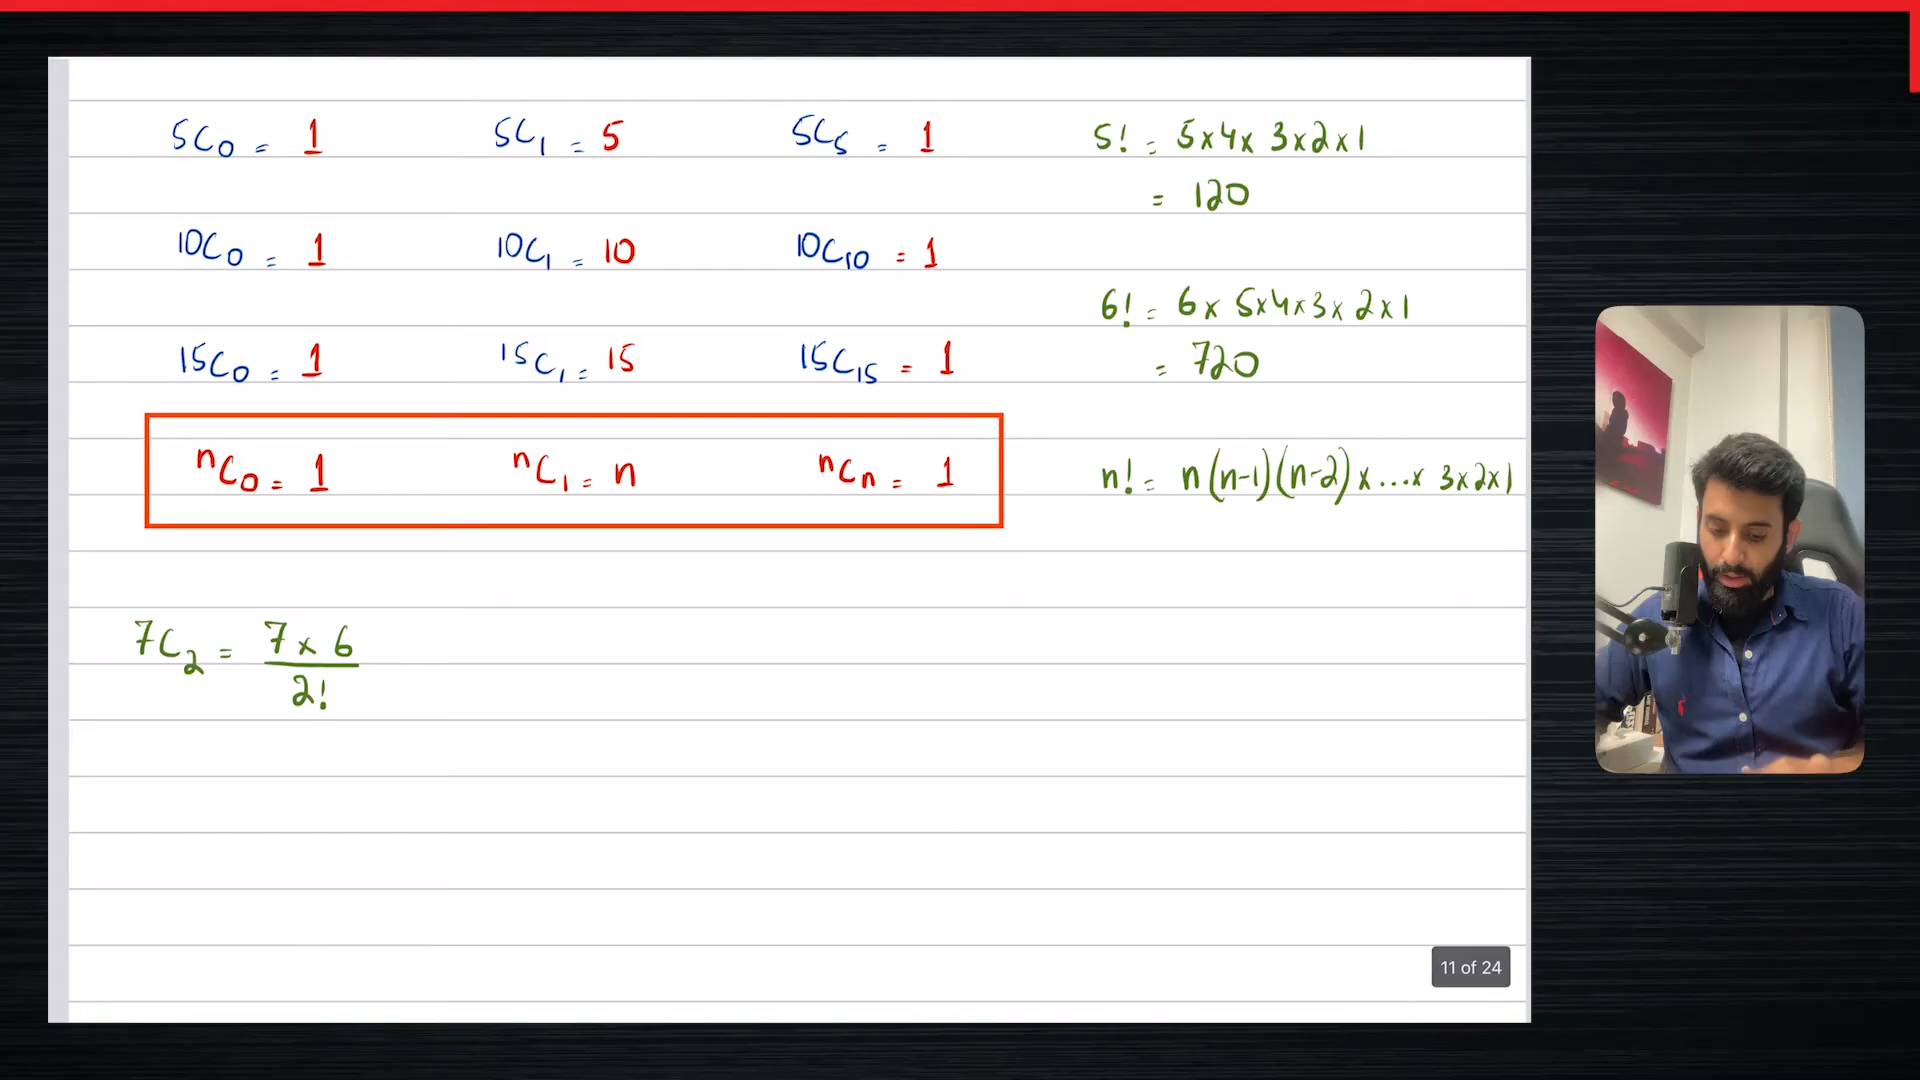 5C₀ = 1 5C₁ = 5 5C₅ = 1 5! = 5x4x 3x2x1
= 120
10C₀ = 1 10C₁ = 10 10C₁₀ = 1
6! = 6x 5x4x3x 2x1
= 720
15C₀ = 1 15C₁ = 15 15C₁₅ = 1
ⁿC₀ = 1 ⁿC₁ = n ⁿCₙ = 1 n! = n(n-1)(n-2)x...x 3x2x1
7C₂ = 7 x 6
2!
11 of 24